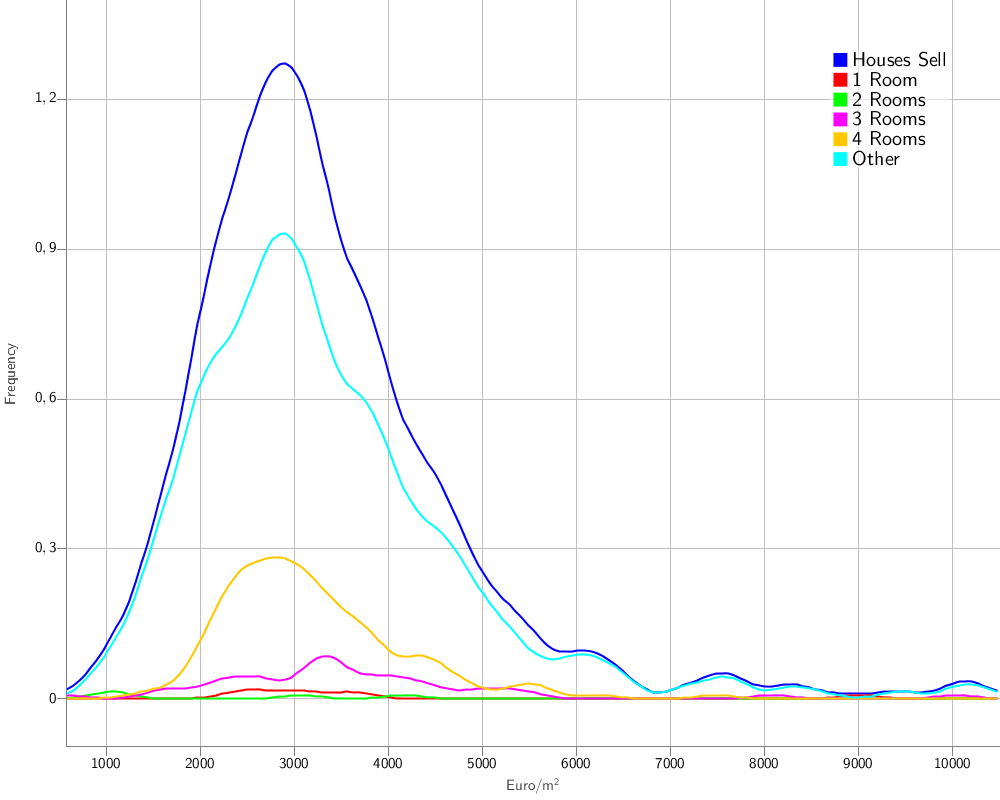 Houses Sell
1 Room
2 Rooms
3 Rooms
4 Rooms
Other
1, 2
0, 9
0, 6
0, 3
0
Frequency
1000 2000 3000 4000 5000 6000 7000 8000 9000 10000
Euro/m²